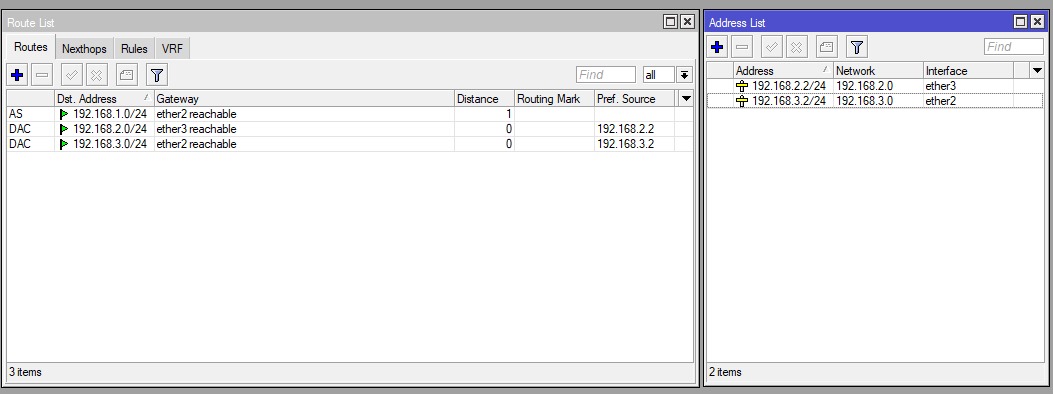 Route List
Routes Nexthops Rules VRF
Find all
Dst. Address Gateway Distance Routing Mark Pref. Source
AS 192.168.1.0/24 ether2 reachable 1
DAC 192.168.2.0/24 ether3 reachable 0 192.168.2.2
DAC 192.168.3.0/24 ether2 reachable 0 192.168.3.2
3 items
Address List
Find
Address Network Interface
192.168.2.2/24 192.168.2.0 ether3
192.168.3.2/24 192.168.3.0 ether2
2 items